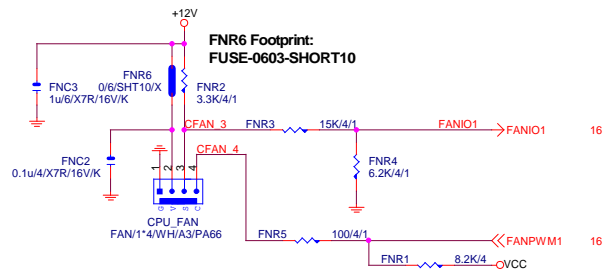 +12V
FNR6 Footprint:
FUSE-0603-SHORT10
FNR6
0/6/SHT10/X
FNC3
1u/6/X7R/16V/K
FNR2
3.3K/4/1
CFAN_3
FNR3
15K/4/1
FANIO1
FANIO1
16
FNC2
0.1u/4/X7R/16V/K
CFAN_4
FNR4
6.2K/4/1
1
2
3
4
G
V
S
C
CPU_FAN
FAN/1*4/WH/A3/PA66
FNR5
100/4/1
FANPWM1
16
FNR1
8.2K/4
VCC